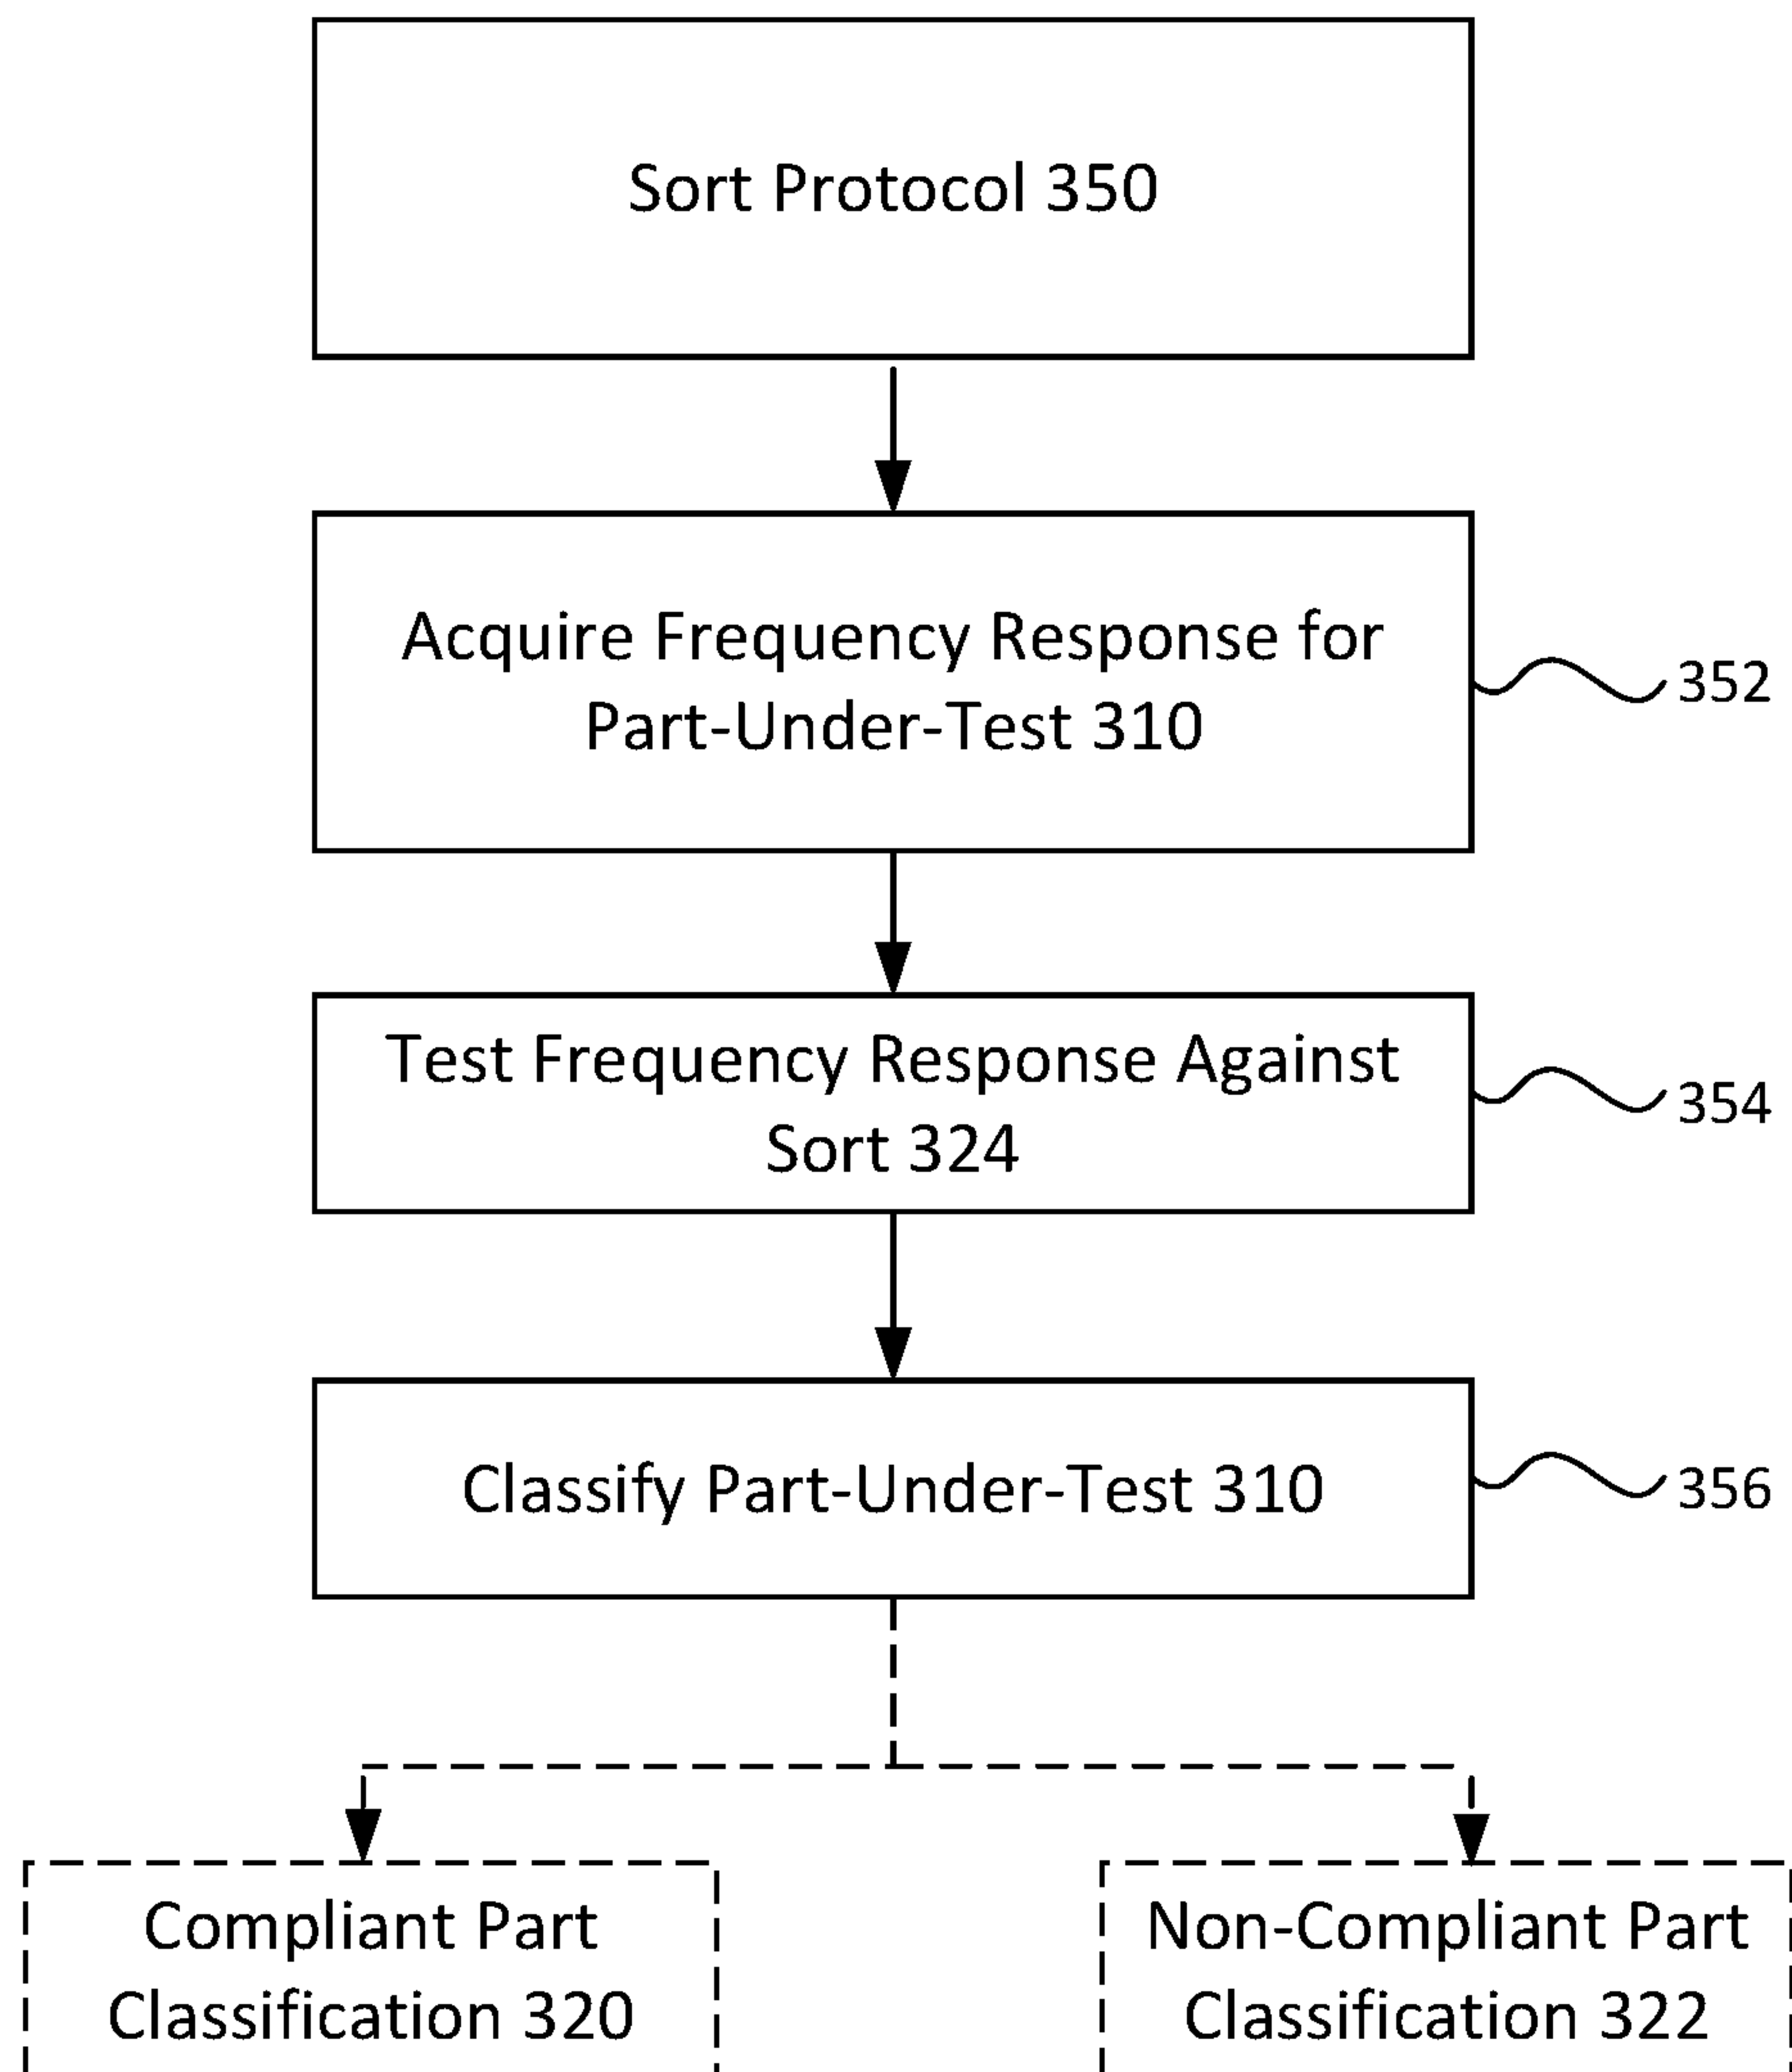 Sort Protocol 350
Acquire Frequency Response for
Part-Under-Test 310
352
Test Frequency Response Against
Sort 324
354
Classify Part-Under-Test 310
356
Compliant Part
Classification 320
Non-Compliant Part
Classification 322